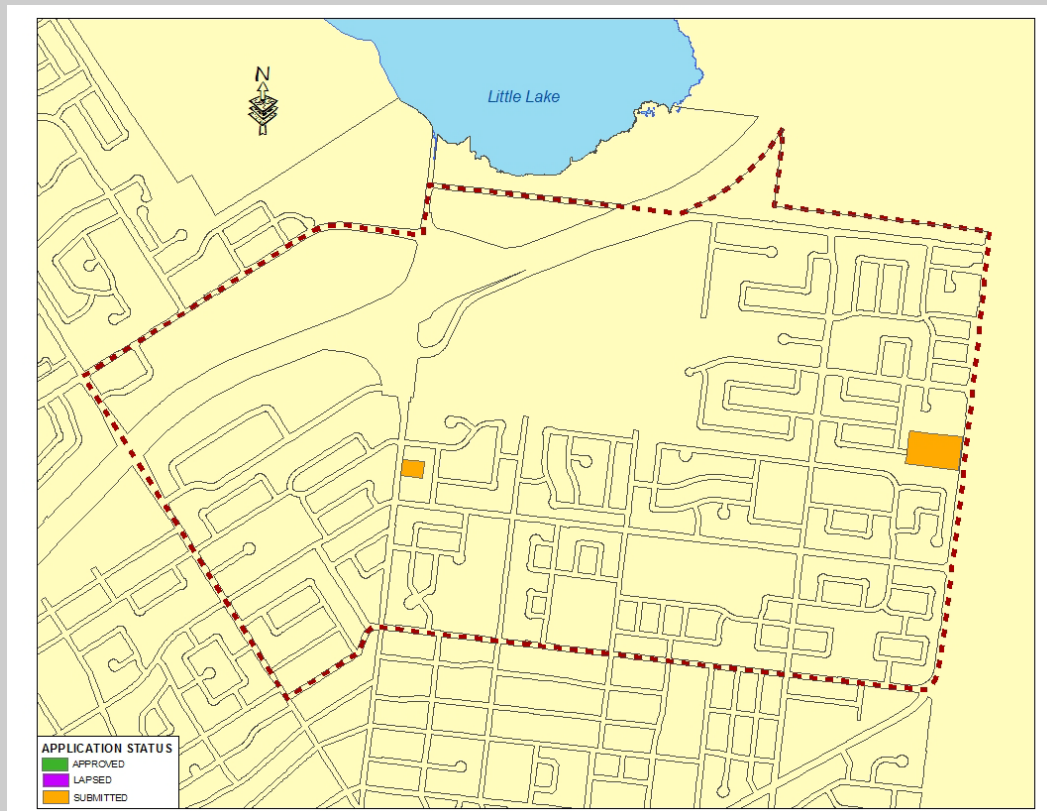 Little Lake
N
APPLICATION STATUS
APPROVED
LAPSED
SUBMITTED